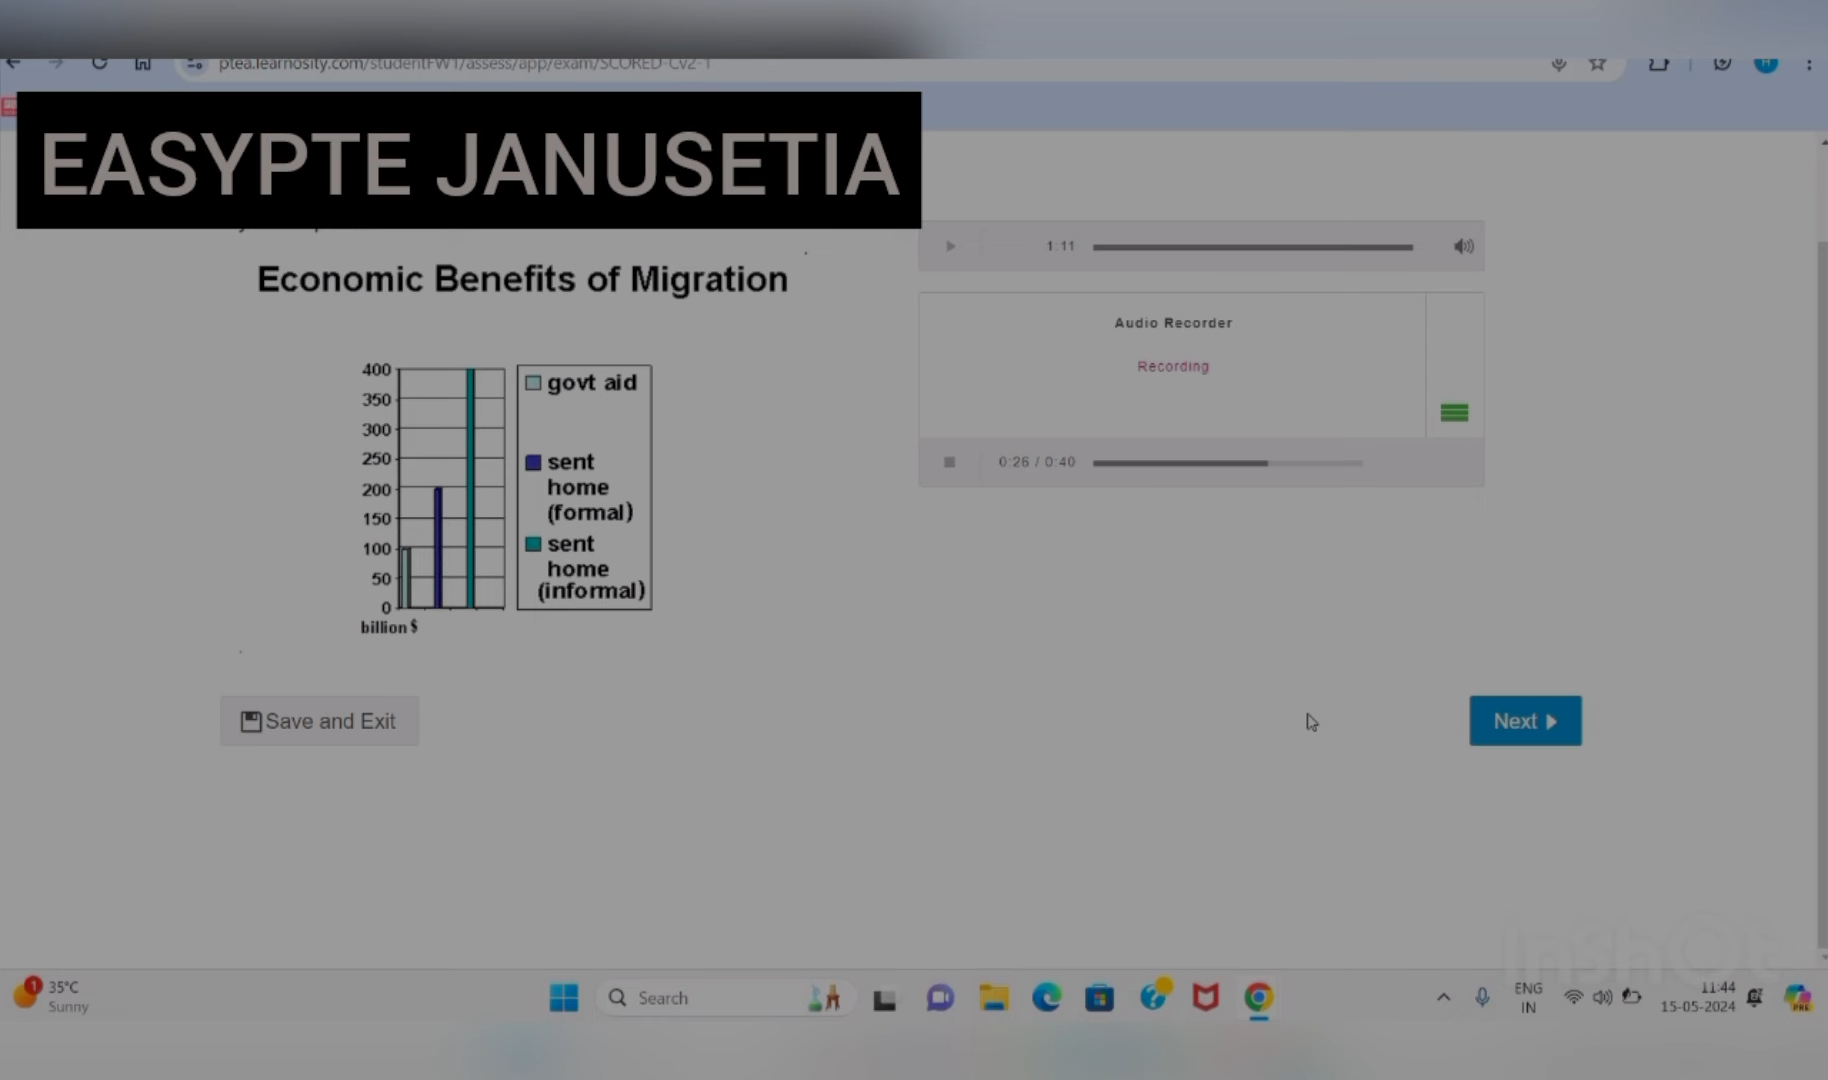 ptea.learnosity.com/studentFW1/assess/app/exam/SCORED-Cv2-1
H
EASYPTE JANUSETIA
1:11
Economic Benefits of Migration
Audio Recorder
Recording
0:26 / 0:40
400
350
300
250
200
150
100
50
0
billion $
govt aid
sent
home
(formal)
sent
home
(informal)
Save and Exit
Next
InShOt
1
35°C
Sunny
Search
ENG
IN
11:44
15-05-2024
PRE